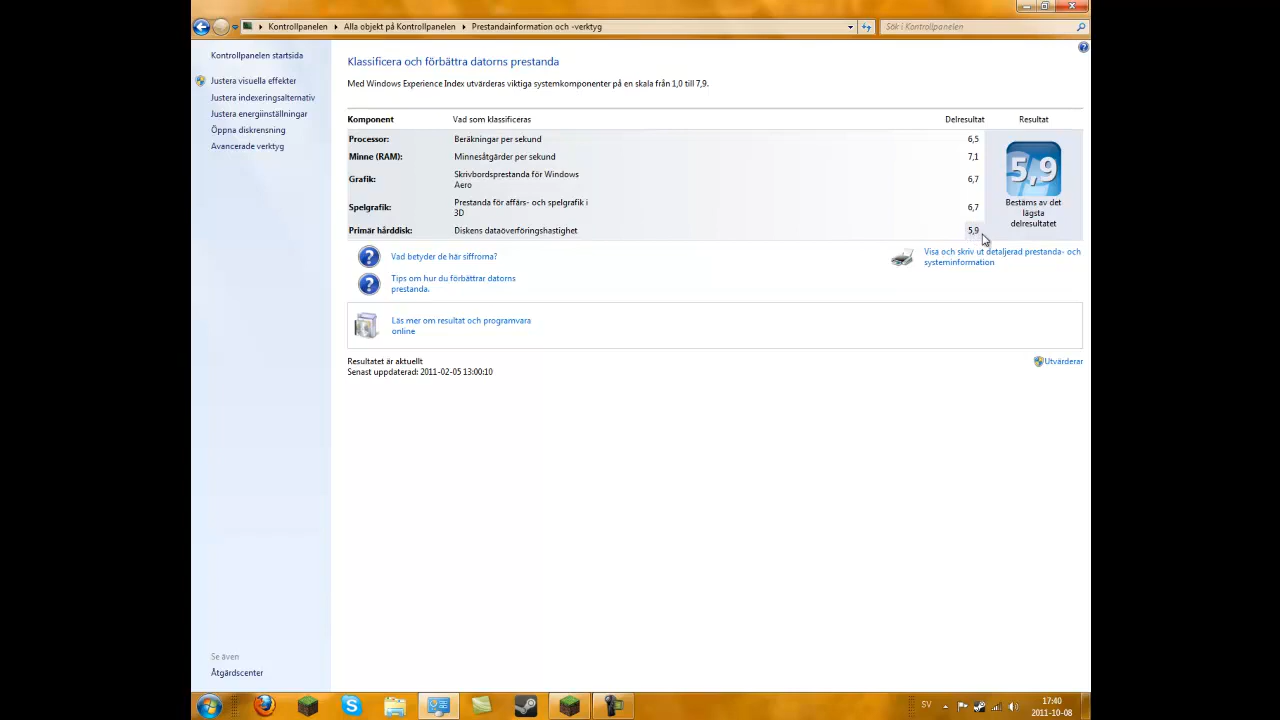 Kontrollpanelen
Alla objekt på Kontrollpanelen
Prestandainformation och -verktyg
Sök i Kontrollpanelen
Kontrollpanelen startsida
Justera visuella effekter
Justera indexeringsalternativ
Justera energiinställningar
Öppna diskrensning
Avancerade verktyg
Klassificera och förbättra datorns prestanda
Med Windows Experience Index utvärderas viktiga systemkomponenter på en skala från 1,0 till 7,9.
Komponent Vad som klassificeras Delresultat Resultat
Processor: Beräkningar per sekund 6,5
Minne (RAM): Minnesåtgärder per sekund 7,1
Grafik: Skrivbordsprestanda för Windows
Aero 6,7
Spelgrafik: Prestanda för affärs- och spelgrafik i
3D 6,7
Primär hårddisk: Diskens dataöverföringshastighet 5,9
5,9
Bestäms av det
lägsta
delresultatet
Vad betyder de här siffrorna?
Visa och skriv ut detaljerad prestanda- och
systeminformation
Tips om hur du förbättrar datorns
prestanda.
Läs mer om resultat och programvara
online
Resultatet är aktuellt
Senast uppdaterad: 2011-02-05 13:00:10
Utvärderar
Se även
Åtgärdscenter
SV
17:40
2011-10-08